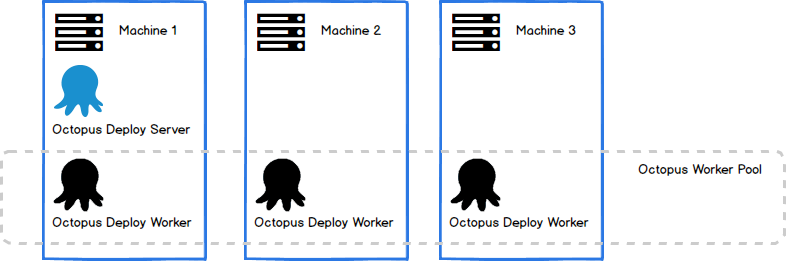 Machine 1
Machine 2
Machine 3
Octopus Deploy Server
Octopus Worker Pool
Octopus Deploy Worker
Octopus Deploy Worker
Octopus Deploy Worker